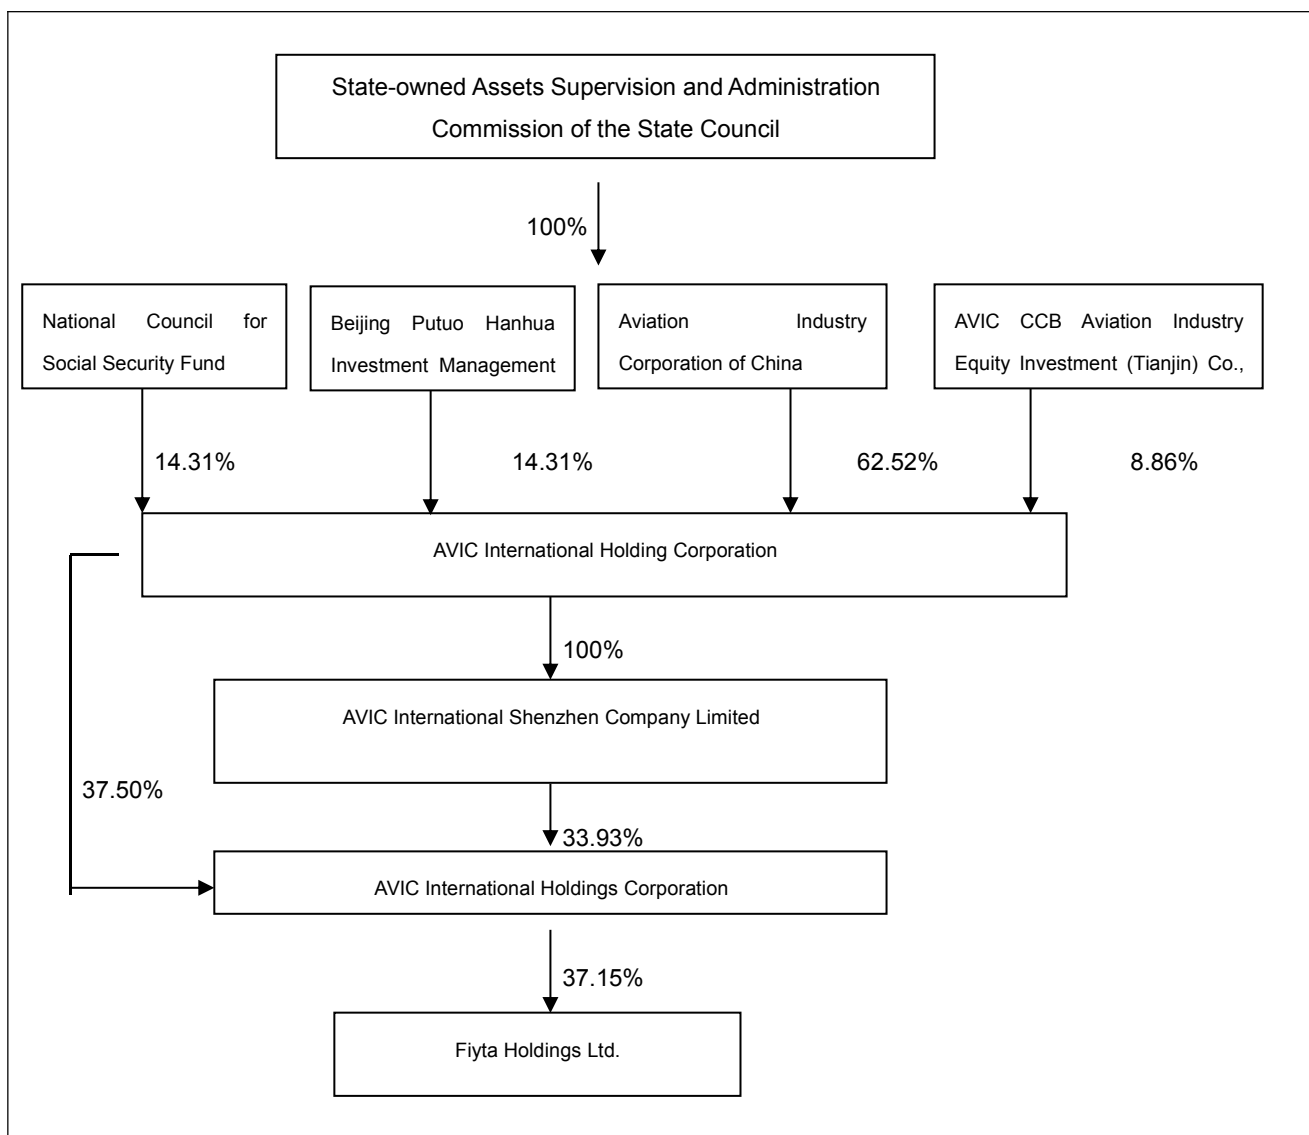 State-owned Assets Supervision and Administration
Commission of the State Council
100%
National Council for
Social Security Fund
Beijing Putuo Hanhua
Investment Management
Aviation Industry
Corporation of China
AVIC CCB Aviation Industry
Equity Investment (Tianjin) Co.,
14.31%
14.31%
62.52%
8.86%
AVIC International Holding Corporation
100%
AVIC International Shenzhen Company Limited
37.50%
33.93%
AVIC International Holdings Corporation
37.15%
Fiyta Holdings Ltd.